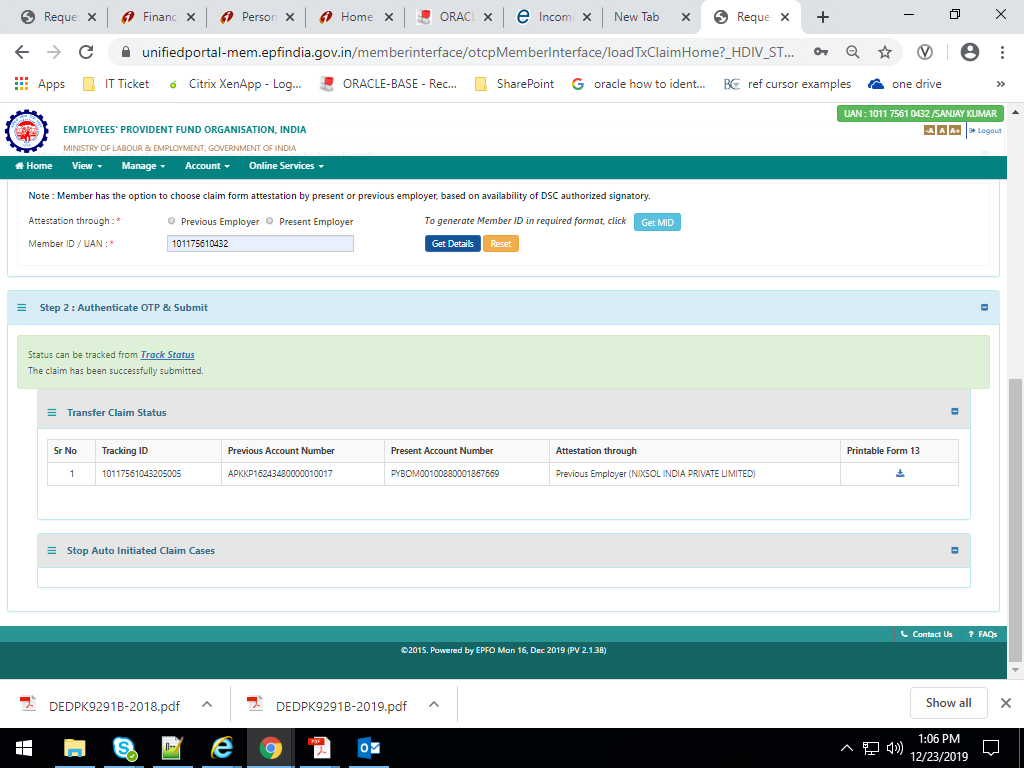 Reque
Financ
Person
Home
ORACL
Incom
New Tab
Reque
unifiedportal-mem.epfindia.gov.in/memberinterface/otcpMemberInterface/loadTxClaimHome?_HDIV_ST...
Apps
IT Ticket
Citrix XenApp - Log...
ORACLE-BASE - Rec...
SharePoint
oracle how to ident...
ref cursor examples
one drive
»
UAN : 1011 7561 0432 /SANJAY KUMAR
EMPLOYEES' PROVIDENT FUND ORGANISATION, INDIA
-A A A+
Logout
MINISTRY OF LABOUR & EMPLOYMENT, GOVERNMENT OF INDIA
Home View Manage Account Online Services
Note : Member has the option to choose claim form attestation by present or previous employer, based on availability of DSC authorized signatory.
Attestation through : * Previous Employer Present Employer To generate Member ID in required format, click Get MID
Member ID / UAN : * 101175610432 Get Details Reset
Step 2 : Authenticate OTP & Submit
Status can be tracked from Track Status
The claim has been successfully submitted.
Transfer Claim Status
Sr No Tracking ID Previous Account Number Present Account Number Attestation through Printable Form 13
1 10117561043205005 APKKP16243480000010017 PYBOM00100880001867669 Previous Employer (NIXSOL INDIA PRIVATE LIMITED)
Stop Auto Initiated Claim Cases
Contact Us ? FAQs
©2015. Powered by EPFO Mon 16, Dec 2019 (PV 2.1.38)
DEDPK9291B-2018.pdf
DEDPK9291B-2019.pdf
Show all
1:06 PM
12/23/2019